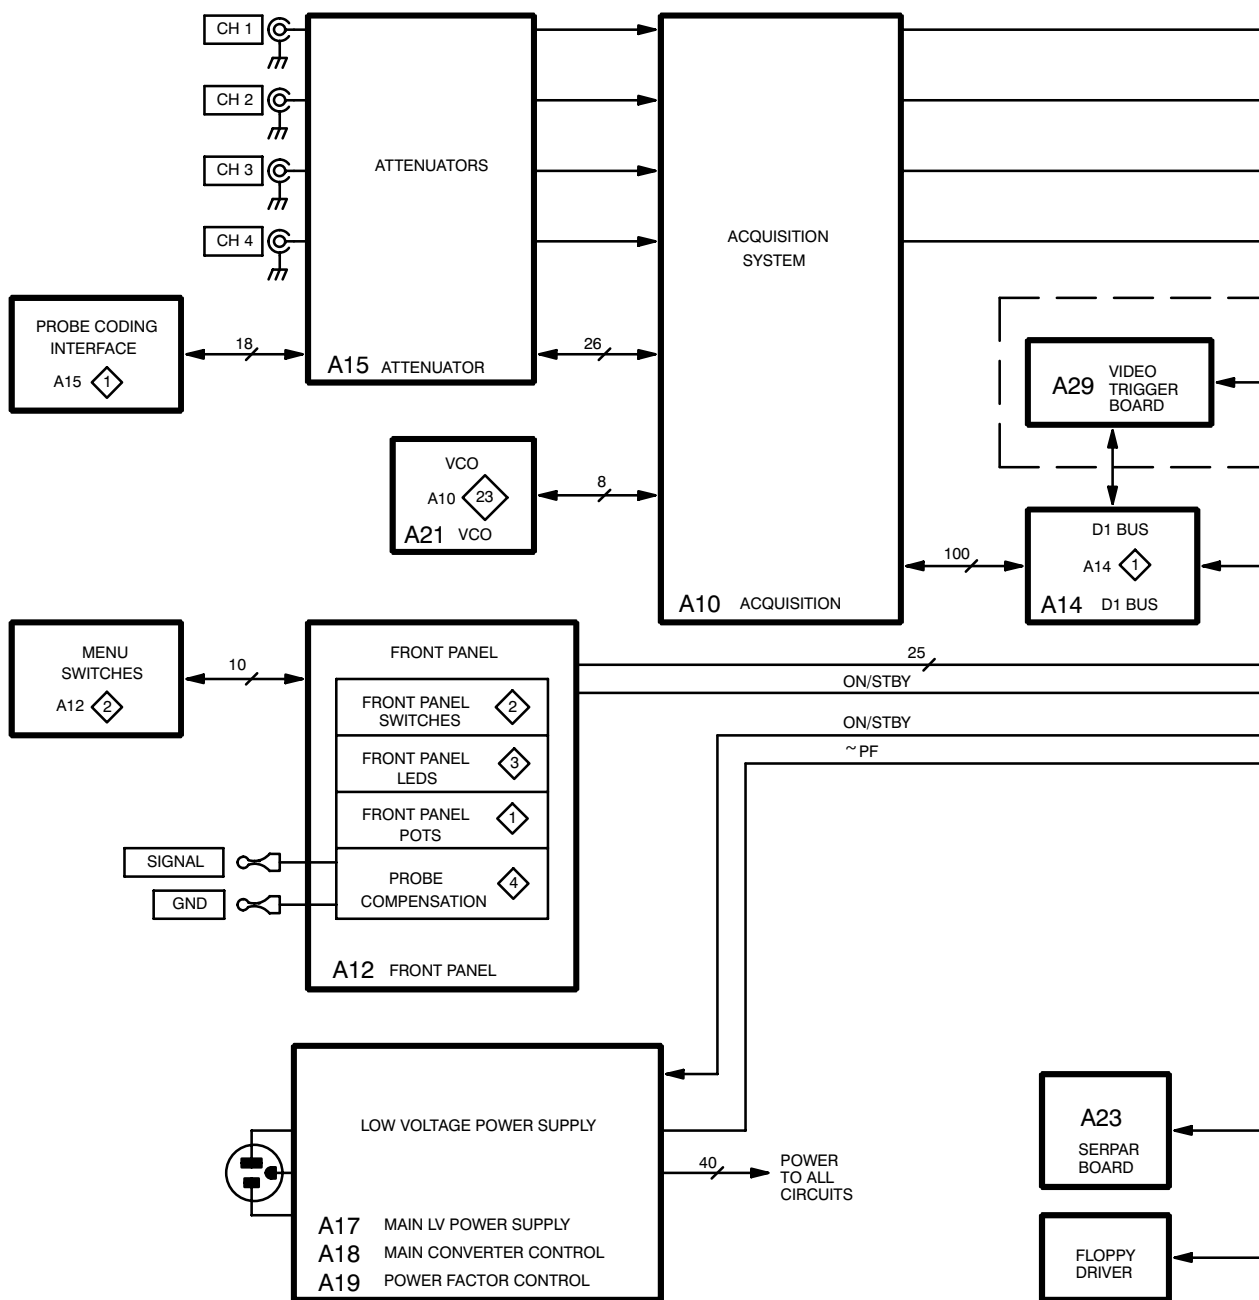 CH 1
CH 2
CH 3
CH 4
ATTENUATORS
ACQUISITION
SYSTEM
PROBE CODING
INTERFACE
A15 1
18
A15 ATTENUATOR
26
A29 VIDEO
TRIGGER
BOARD
VCO
A10 23
A21 VCO
8
D1 BUS
A14 1
A14 D1 BUS
100
A10 ACQUISITION
MENU
SWITCHES
A12 2
10
FRONT PANEL
25
ON/STBY
ON/STBY
~PF
FRONT PANEL
SWITCHES
2
FRONT PANEL
LEDS
3
FRONT PANEL
POTS
1
PROBE
COMPENSATION
4
SIGNAL
GND
A12 FRONT PANEL
LOW VOLTAGE POWER SUPPLY
40
POWER
TO ALL
CIRCUITS
A17 MAIN LV POWER SUPPLY
A18 MAIN CONVERTER CONTROL
A19 POWER FACTOR CONTROL
A23
SERPAR
BOARD
FLOPPY
DRIVER